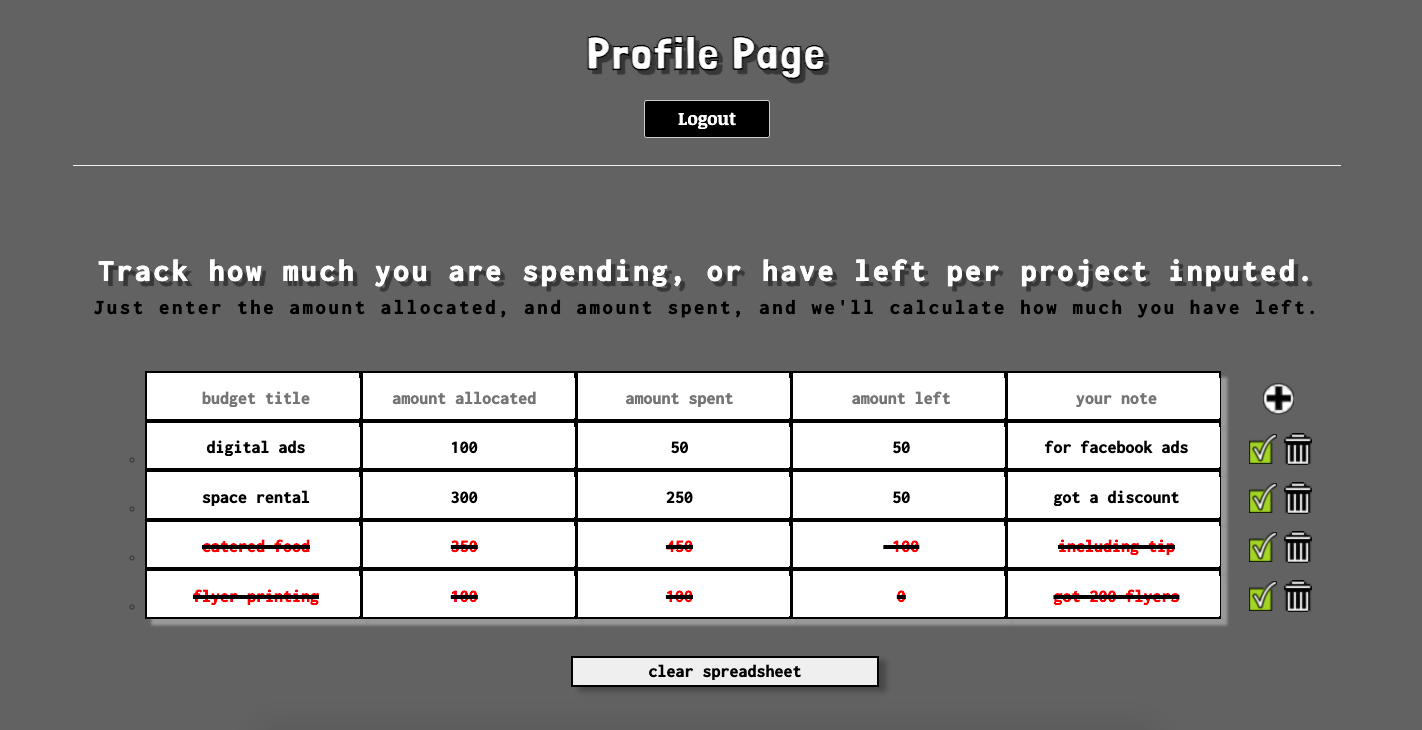 Profile Page
Logout
Track how much you are spending, or have left per project inputed.
Just enter the amount allocated, and amount spent, and we'll calculate how much you have left.
budget title amount allocated amount spent amount left your note
digital ads 100 50 50 for facebook ads
space rental 300 250 50 got a discount
catered food 350 450 -100 including tip
flyer printing 100 100 0 got 200 flyers
clear spreadsheet